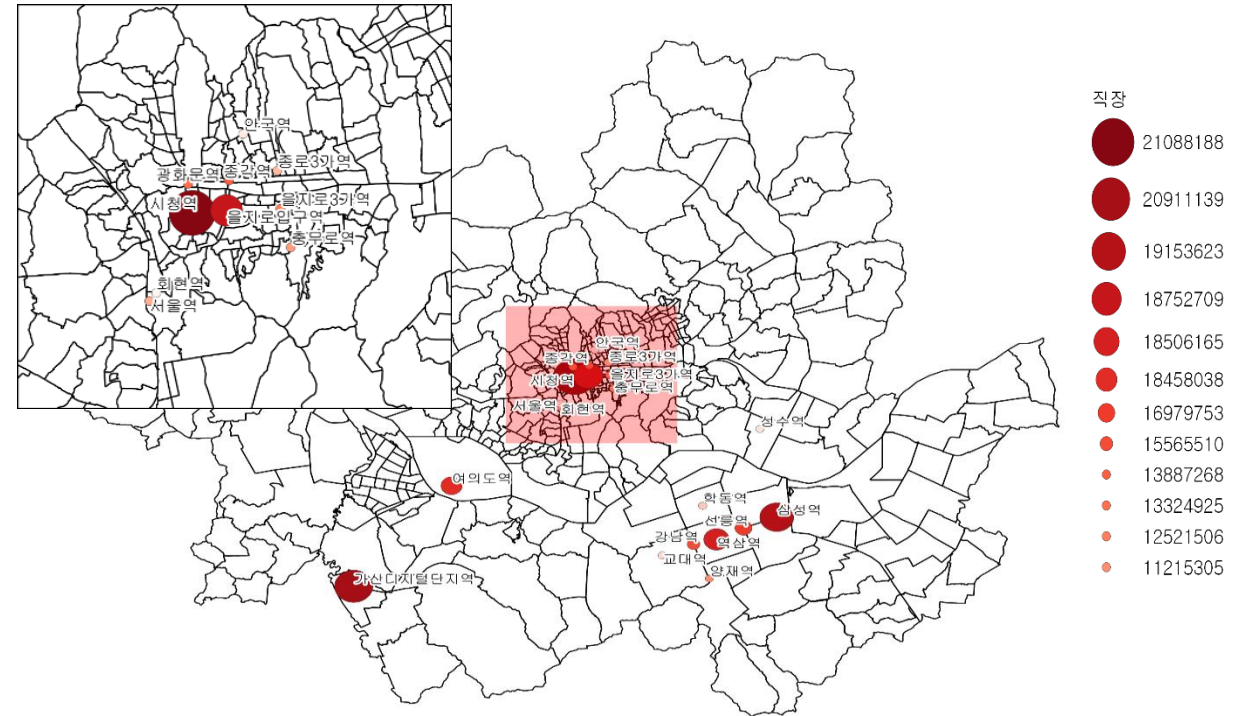 안국역
종로3가역
광화문역
종각역
시청역
을지로3가역
을지로입구역
충무로역
회현역
서울역
안국역
종각역
종로3가역
시청역
을지로3가역
충무로역
서울역
회현역
성수역
여의도역
학동역
삼성역
선릉역
강남역
역삼역
교대역
양재역
가산디지털단지역
직장
21088188
20911139
19153623
18752709
18506165
18458038
16979753
15565510
13887268
13324925
12521506
11215305